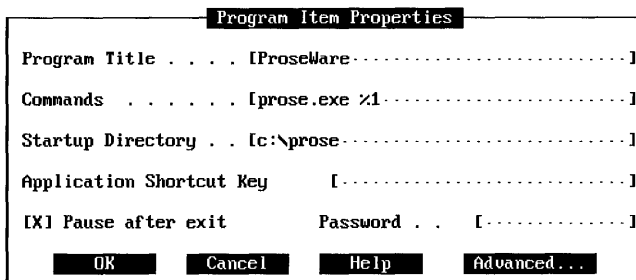 Program Item Properties
Program Title . . . . [ProseWare····························]
Commands . . . . . . [prose.exe %1·························]
Startup Directory . . [c:\prose·····························]
Application Shortcut Key [·····························]
[X] Pause after exit Password . . [··············]
OK Cancel Help Advanced...